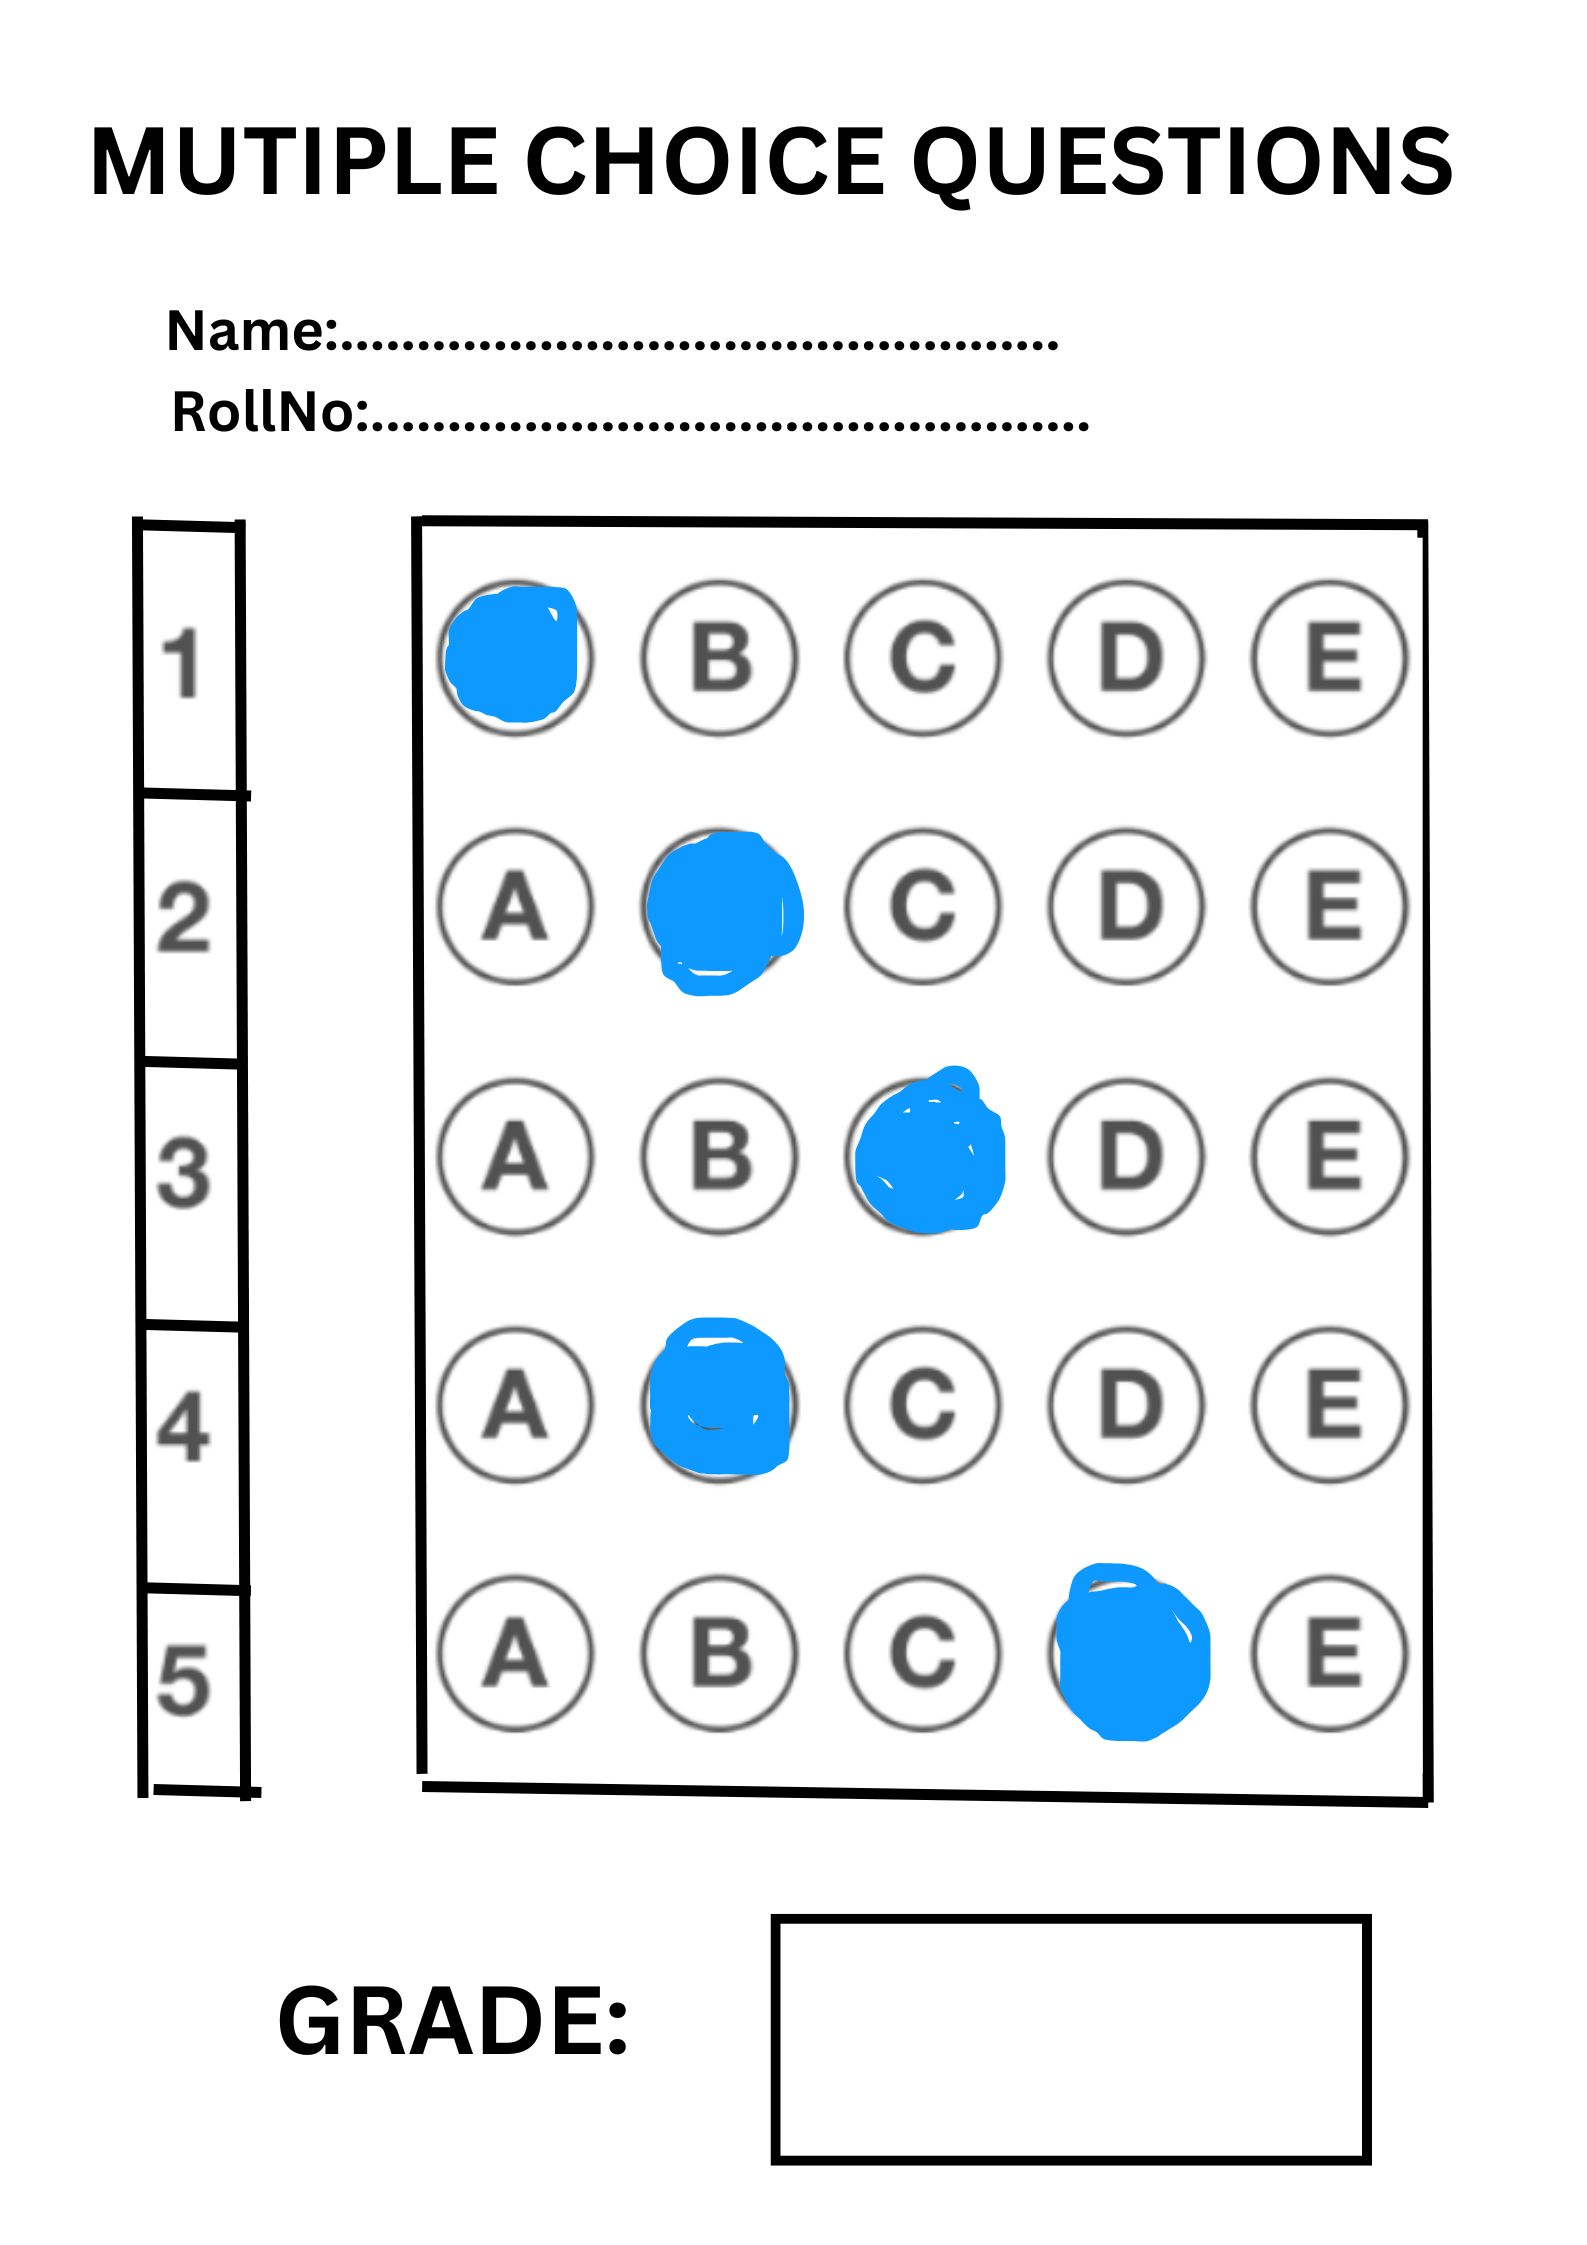 MUTIPLE CHOICE QUESTIONS
Name:...............................................
RollNo:...............................................
1 B C D E
2 A C D E
3 A B D E
4 A C D E
5 A B C E
GRADE: